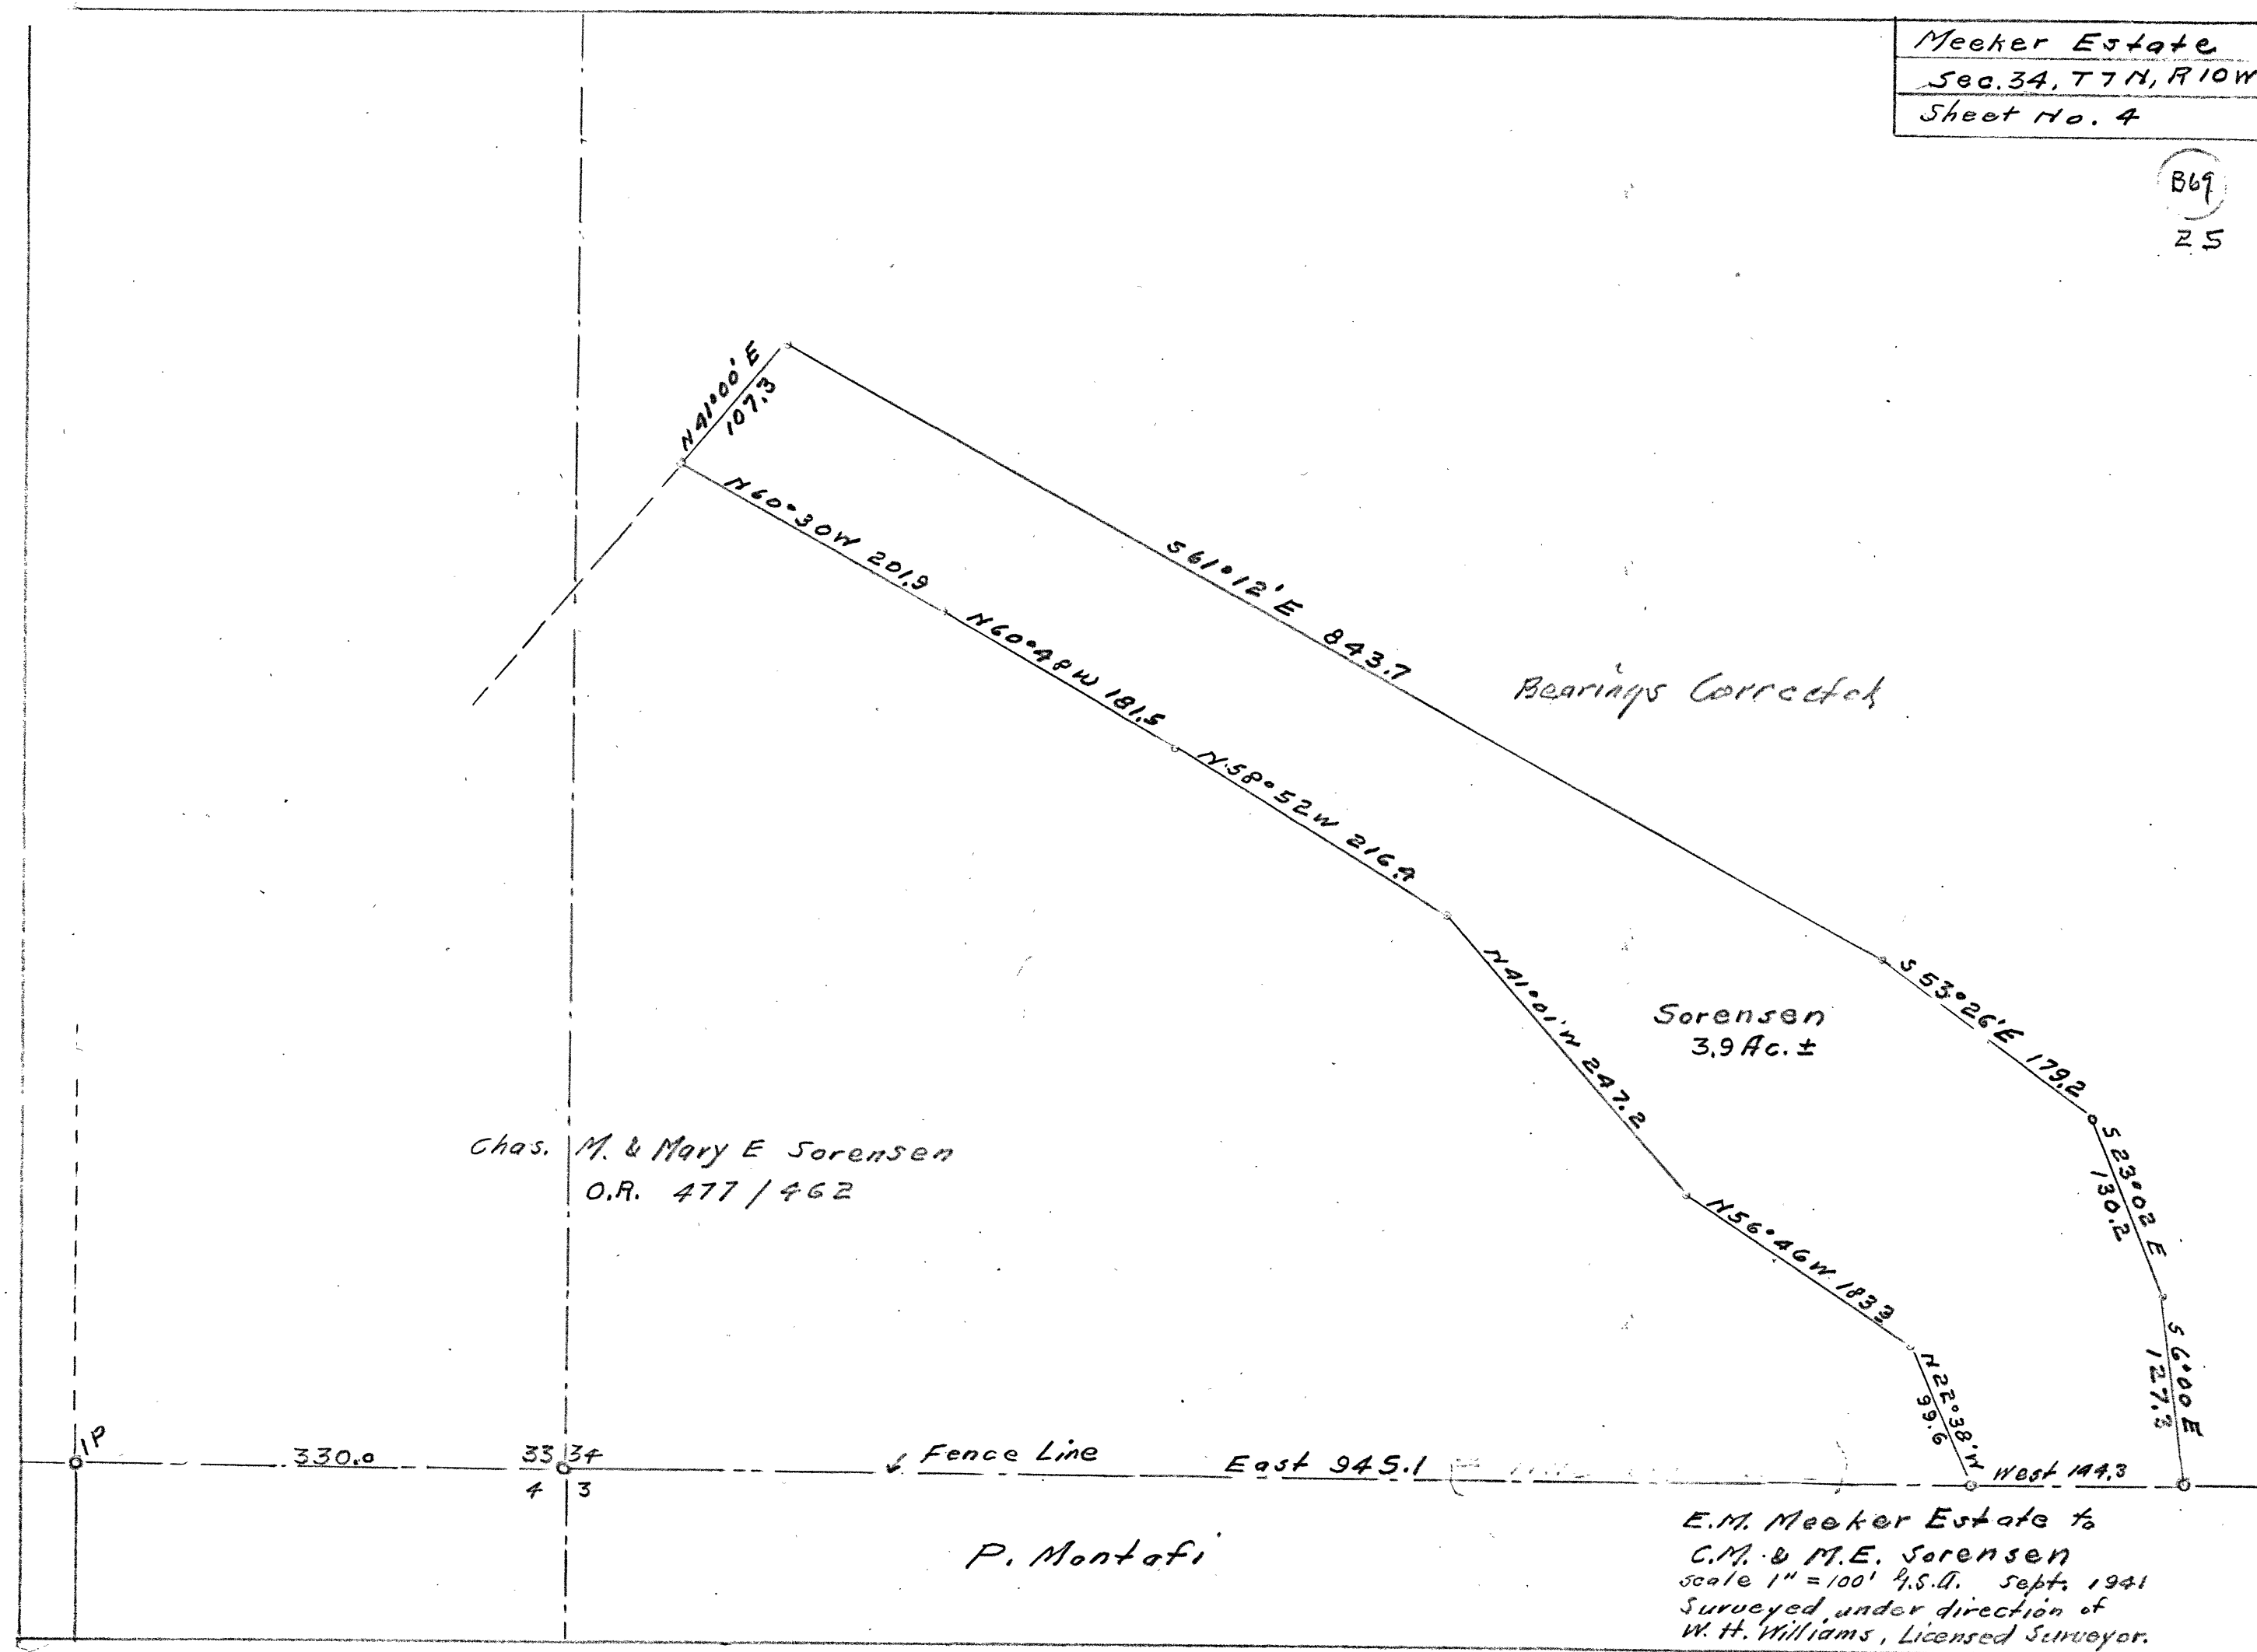 Meeker Estate
Sec. 34, T7N, R10W
Sheet No. 4
B69
25
N41°00'E
107.3
N60°30W 201.9
S61°12'E 843.7
N60°48W 181.5
Bearings Corrected
N58°52W 216.4
S53°26'E 179.2
N41°01'W 247.2
Sorensen
3.9 Ac. ±
S23°02E
130.2
Chas. M. & Mary E Sorensen
O.R. 477/462
N56°46W 183.3
S6°00E
127.3
N22°38'W
99.6
IP
330.0
33 34
4 3
Fence Line
East 945.1
West 144.3
P. Montafi
E.M. Meeker Estate to
C.M. & M.E. Sorensen
scale 1"=100' G.S.A. Sept. 1941
Surveyed under direction of
W.H. Williams, Licensed Surveyor.